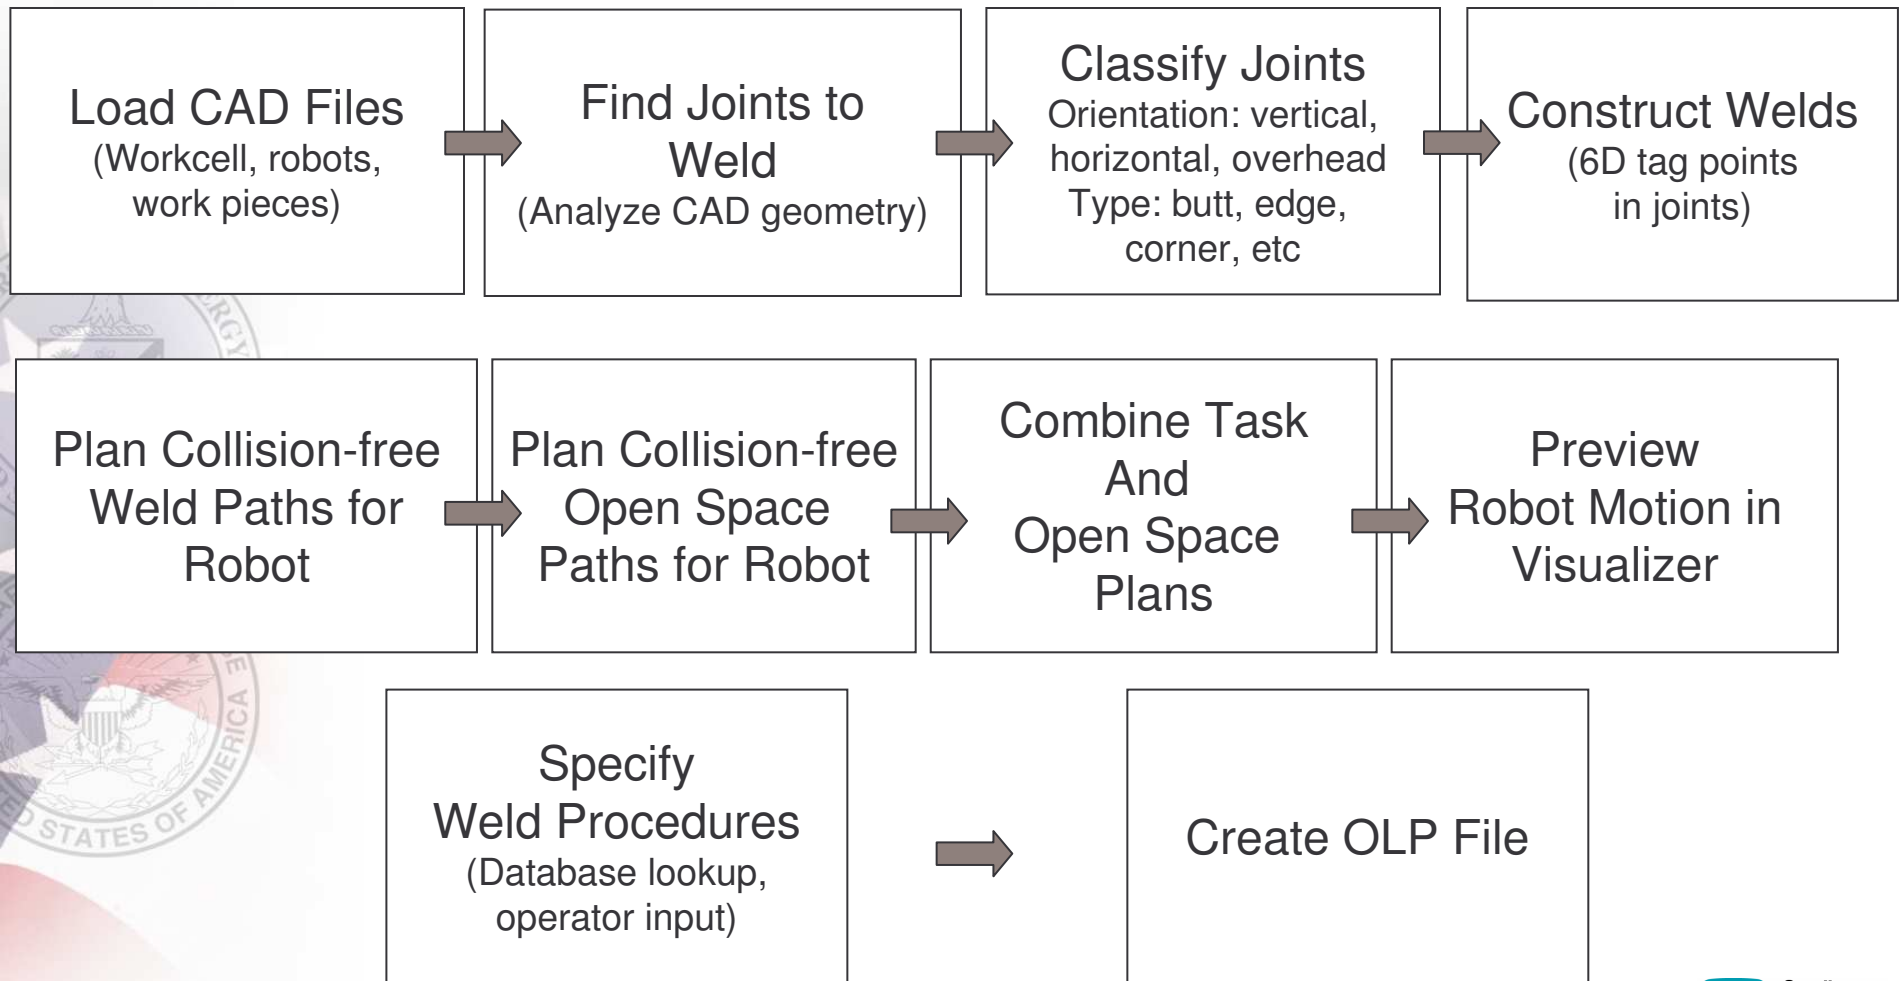 Load CAD Files
(Workcell, robots,
work pieces)
Find Joints to
Weld
(Analyze CAD geometry)
Classify Joints
Orientation: vertical,
horizontal, overhead
Type: butt, edge,
corner, etc
Construct Welds
(6D tag points
in joints)
Plan Collision-free
Weld Paths for
Robot
Plan Collision-free
Open Space
Paths for Robot
Combine Task
And
Open Space
Plans
Preview
Robot Motion in
Visualizer
Specify
Weld Procedures
(Database lookup,
operator input)
Create OLP File
STATES OF AMERICA